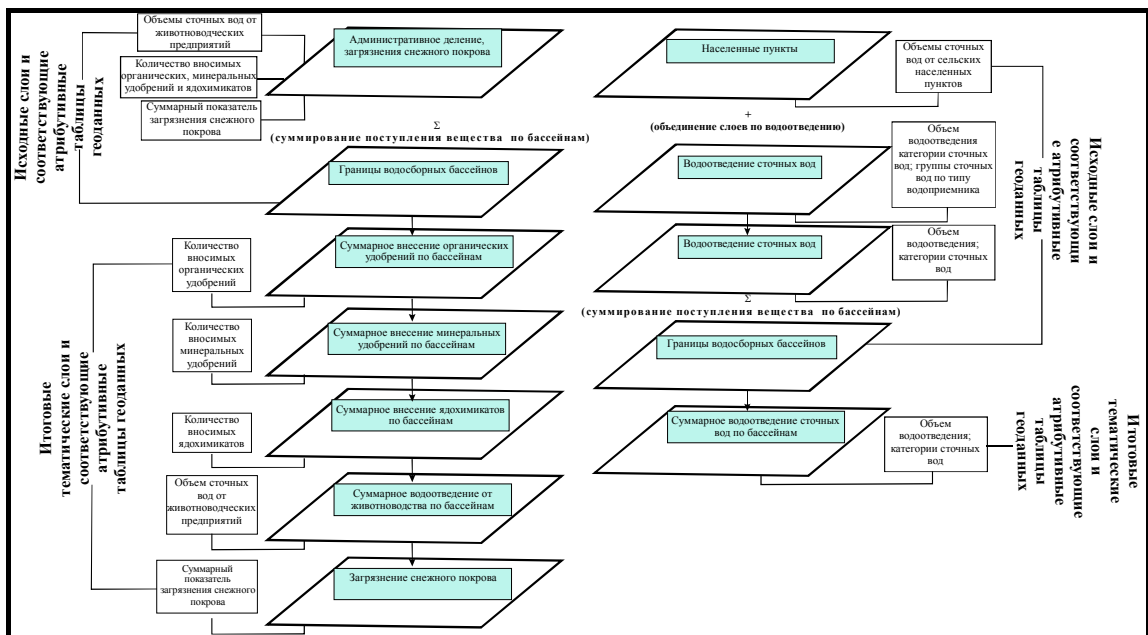 Исходные слои и
соответствующие
атрибутивные
таблицы
геоданных
Объемы сточных вод от
животноводческих
предприятий
Количество вносимых
органических, минеральных
удобрений и ядохимикатов
Суммарный показатель
загрязнения снежного
покрова
Административное деление,
загрязнения снежного покрова
Σ
(суммирование поступления вещества по бассейнам)
Границы водосборных бассейнов
Итоговые
тематические слои и
соответствующие
атрибутивные
таблицы геоданных
Количество
вносимых
органических
удобрений
Суммарное внесение органических
удобрений по бассейнам
Количество
вносимых
минеральных
удобрений
Суммарное внесение минеральных
удобрений по бассейнам
Количество
вносимых
ядохимикатов
Суммарное внесение ядохимикатов
по бассейнам
Объем сточных
вод от
животноводческих
предприятий
Суммарное водоотведение от
животноводства по бассейнам
Суммарный
показатель
загрязнения снежного
покрова
Загрязнение снежного покрова
Населенные пункты
Объемы сточных
вод от сельских
населенных
пунктов
+
(объединение слоев по водоотведению)
Водоотведение сточных вод
Объем
водоотведения
категории сточных
вод; группы сточных
вод по типу
водоприемника
Водоотведение сточных вод
Объем
водоотведения;
категории сточных
вод
Σ
(суммирование поступления вещества по бассейнам)
Границы водосборных бассейнов
Исходные слои и
соответствующи
е атрибутивные
таблицы
геоданных
Суммарное водоотведение сточных
вод по бассейнам
Объем
водоотведения;
категории сточных
вод
Итоговые
тематические
слои и
соответствующие
атрибутивные
таблицы
геоданных